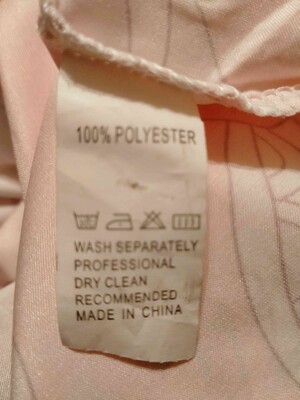 100% POLYESTER
WASH SEPARATELY
PROFESSIONAL
DRY CLEAN
RECOMMENDED
MADE IN CHINA